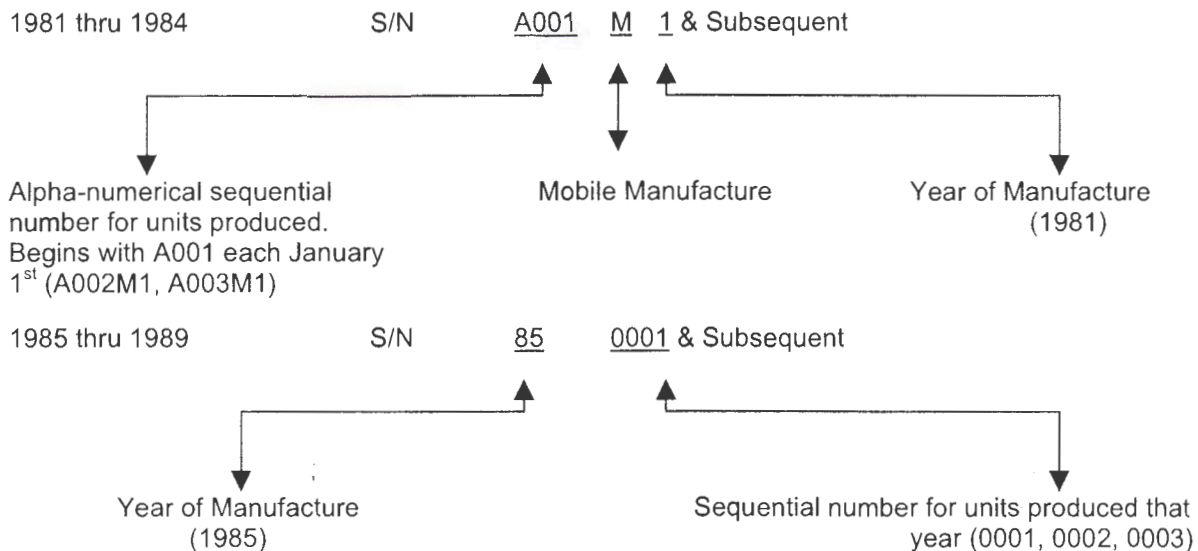 1981 thru 1984 S/N A001 M 1 & Subsequent
Alpha-numerical sequential
number for units produced.
Begins with A001 each January
1st (A002M1, A003M1)
Mobile Manufacture
Year of Manufacture
(1981)
1985 thru 1989 S/N 85 0001 & Subsequent
Year of Manufacture
(1985)
Sequential number for units produced that
year (0001, 0002, 0003)